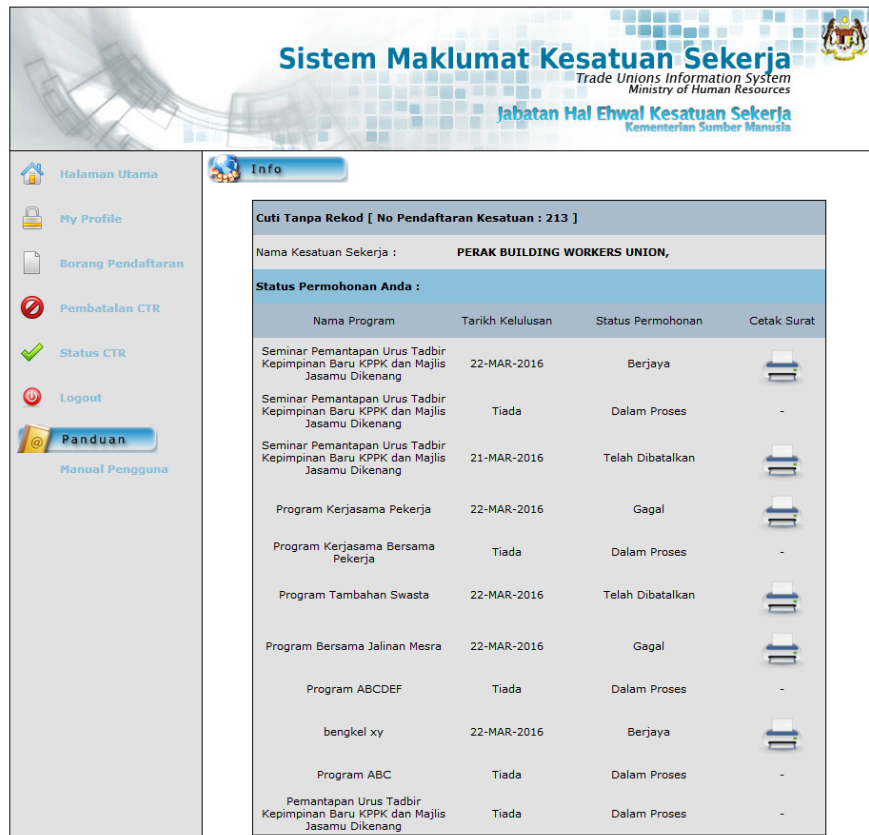 Sistem Maklumat Kesatuan Sekerja
Trade Unions Information System
Ministry of Human Resources
Jabatan Hal Ehwal Kesatuan Sekerja
Kementerian Sumber Manusia
Halaman Utama
My Profile
Borang Pendaftaran
Pembatalan CTR
Status CTR
Logout
Panduan
Manual Pengguna
Info
Cuti Tanpa Rekod [ No Pendaftaran Kesatuan : 213 ]
Nama Kesatuan Sekerja : PERAK BUILDING WORKERS UNION,
Status Permohonan Anda :
Nama Program Tarikh Kelulusan Status Permohonan Cetak Surat
Seminar Pemantapan Urus Tadbir
Kepimpinan Baru KPPK dan Majlis 22-MAR-2016 Berjaya
Jasamu Dikenang
Seminar Pemantapan Urus Tadbir
Kepimpinan Baru KPPK dan Majlis Tiada Dalam Proses -
Jasamu Dikenang
Seminar Pemantapan Urus Tadbir
Kepimpinan Baru KPPK dan Majlis 21-MAR-2016 Telah Dibatalkan
Jasamu Dikenang
Program Kerjasama Pekerja 22-MAR-2016 Gagal
Program Kerjasama Bersama
Pekerja Tiada Dalam Proses -
Program Tambahan Swasta 22-MAR-2016 Telah Dibatalkan
Program Bersama Jalinan Mesra 22-MAR-2016 Gagal
Program ABCDEF Tiada Dalam Proses -
bengkel xy 22-MAR-2016 Berjaya
Program ABC Tiada Dalam Proses -
Pemantapan Urus Tadbir
Kepimpinan Baru KPPK dan Majlis Tiada Dalam Proses -
Jasamu Dikenang